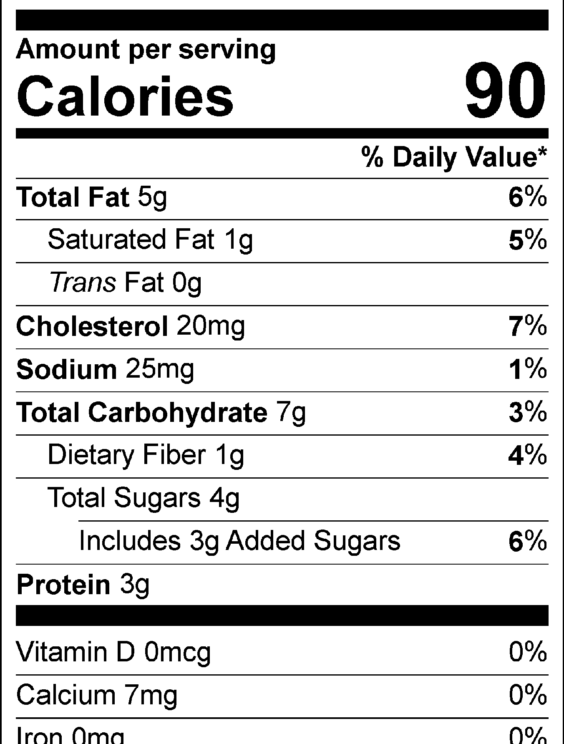 Amount per serving
Calories 90
% Daily Value*
Total Fat 5g 6%
Saturated Fat 1g 5%
Trans Fat 0g
Cholesterol 20mg 7%
Sodium 25mg 1%
Total Carbohydrate 7g 3%
Dietary Fiber 1g 4%
Total Sugars 4g
Includes 3g Added Sugars 6%
Protein 3g
Vitamin D 0mcg 0%
Calcium 7mg 0%
Iron 0mg 0%